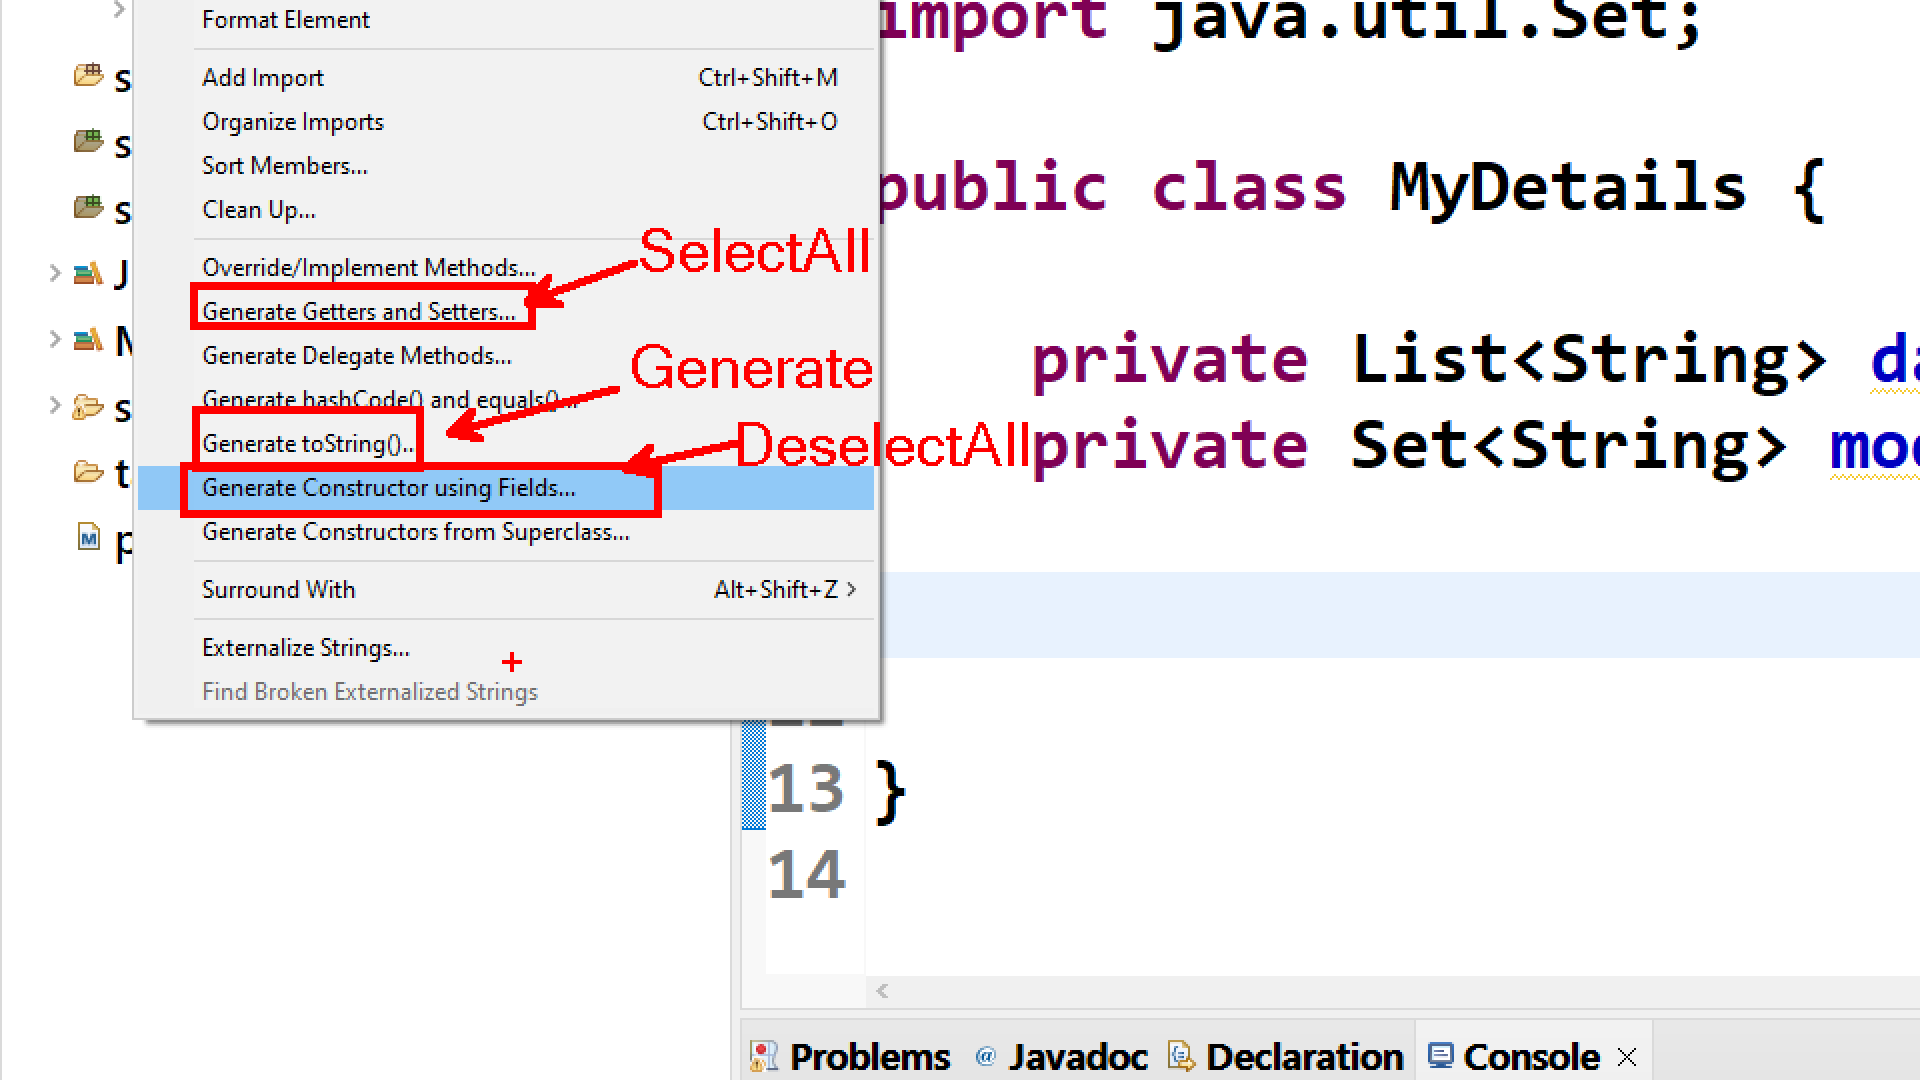 Format Element
Add Import Ctrl+Shift+M
Organize Imports Ctrl+Shift+O
Sort Members...
Clean Up...
Override/Implement Methods...
Generate Getters and Setters...
Generate Delegate Methods...
Generate hashCode() and equals()...
Generate toString()...
Generate Constructor using Fields...
Generate Constructors from Superclass...
Surround With Alt+Shift+Z >
Externalize Strings...
Find Broken Externalized Strings
SelectAll
Generate
DeselectAll
import java.util.Set;
public class MyDetails {
private List<String> da
private Set<String> mod
13 }
14
s
s
s
J
M
s
t
p
Problems @ Javadoc Declaration Console